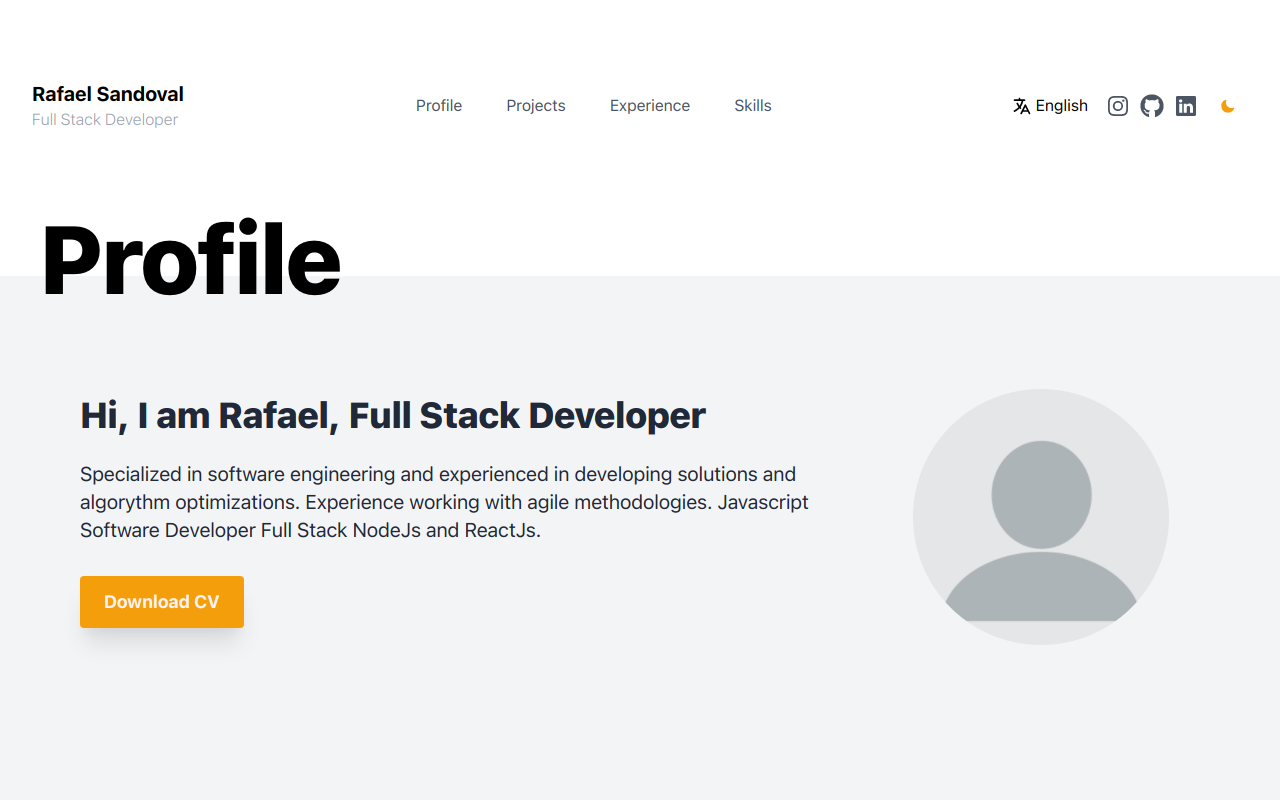 Rafael Sandoval
Full Stack Developer
Profile
Projects
Experience
Skills
English
Profile
Hi, I am Rafael, Full Stack Developer
Specialized in software engineering and experienced in developing solutions and
algorythm optimizations. Experience working with agile methodologies. Javascript
Software Developer Full Stack NodeJs and ReactJs.
Download CV